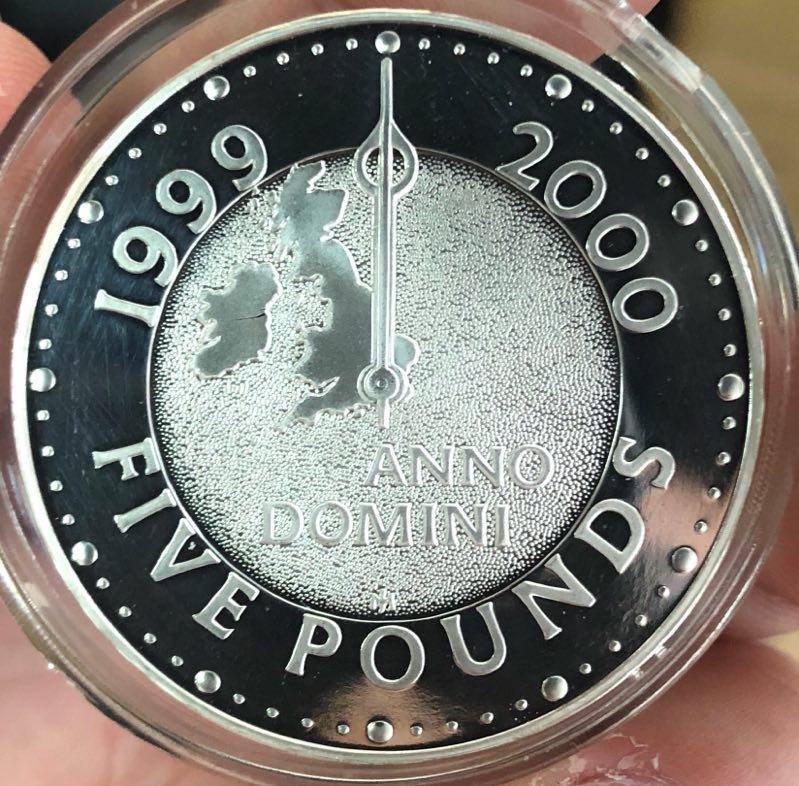 1999
2000
ANNO
DOMINI
FIVE POUNDS